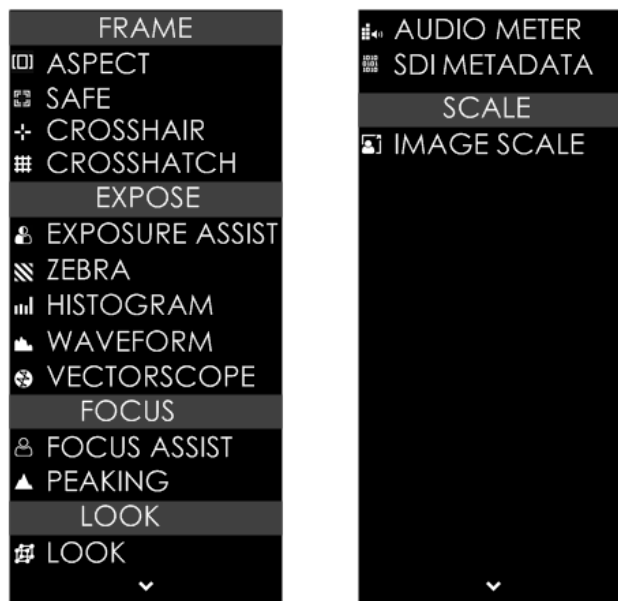 FRAME
ASPECT
SAFE
CROSSHAIR
CROSSHATCH
EXPOSE
EXPOSURE ASSIST
ZEBRA
HISTOGRAM
WAVEFORM
VECTORSCOPE
FOCUS
FOCUS ASSIST
PEAKING
LOOK
LOOK
AUDIO METER
SDI METADATA
SCALE
IMAGE SCALE